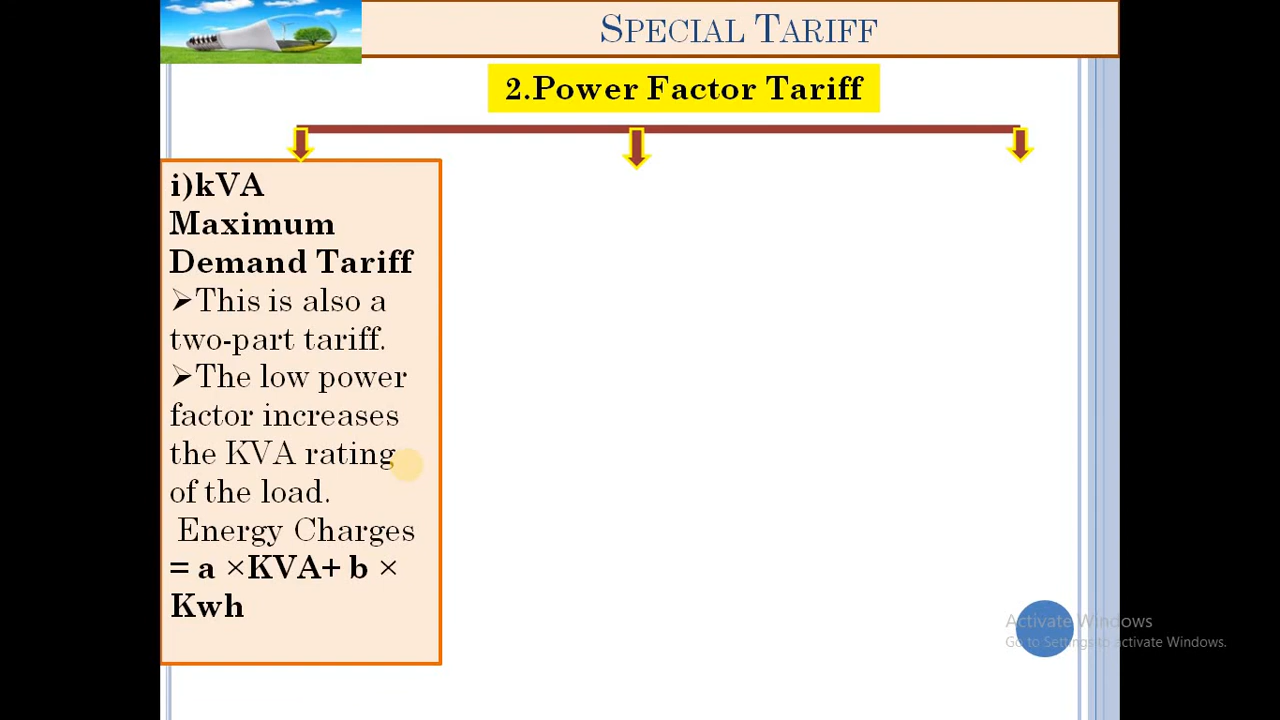 SPECIAL TARIFF
2.Power Factor Tariff
i)kVA
Maximum
Demand Tariff
➢This is also a
two-part tariff.
➢The low power
factor increases
the KVA rating
of the load.
Energy Charges
= a ×KVA+ b ×
Kwh
Activate Windows
Go to Settings to activate Windows.